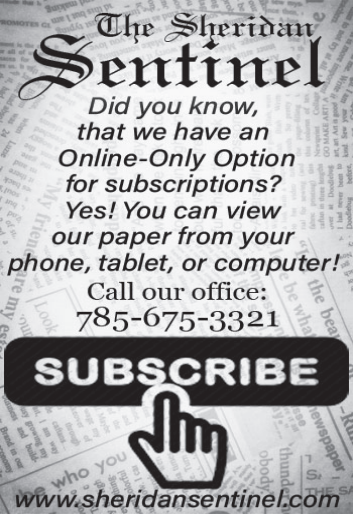 The Sheridan
Sentinel
Did you know,
that we have an
Online-Only Option
for subscriptions?
Yes! You can view
our paper from your
phone, tablet, or computer!
Call our office:
785-675-3321
SUBSCRIBE
www.sheridansentinel.com